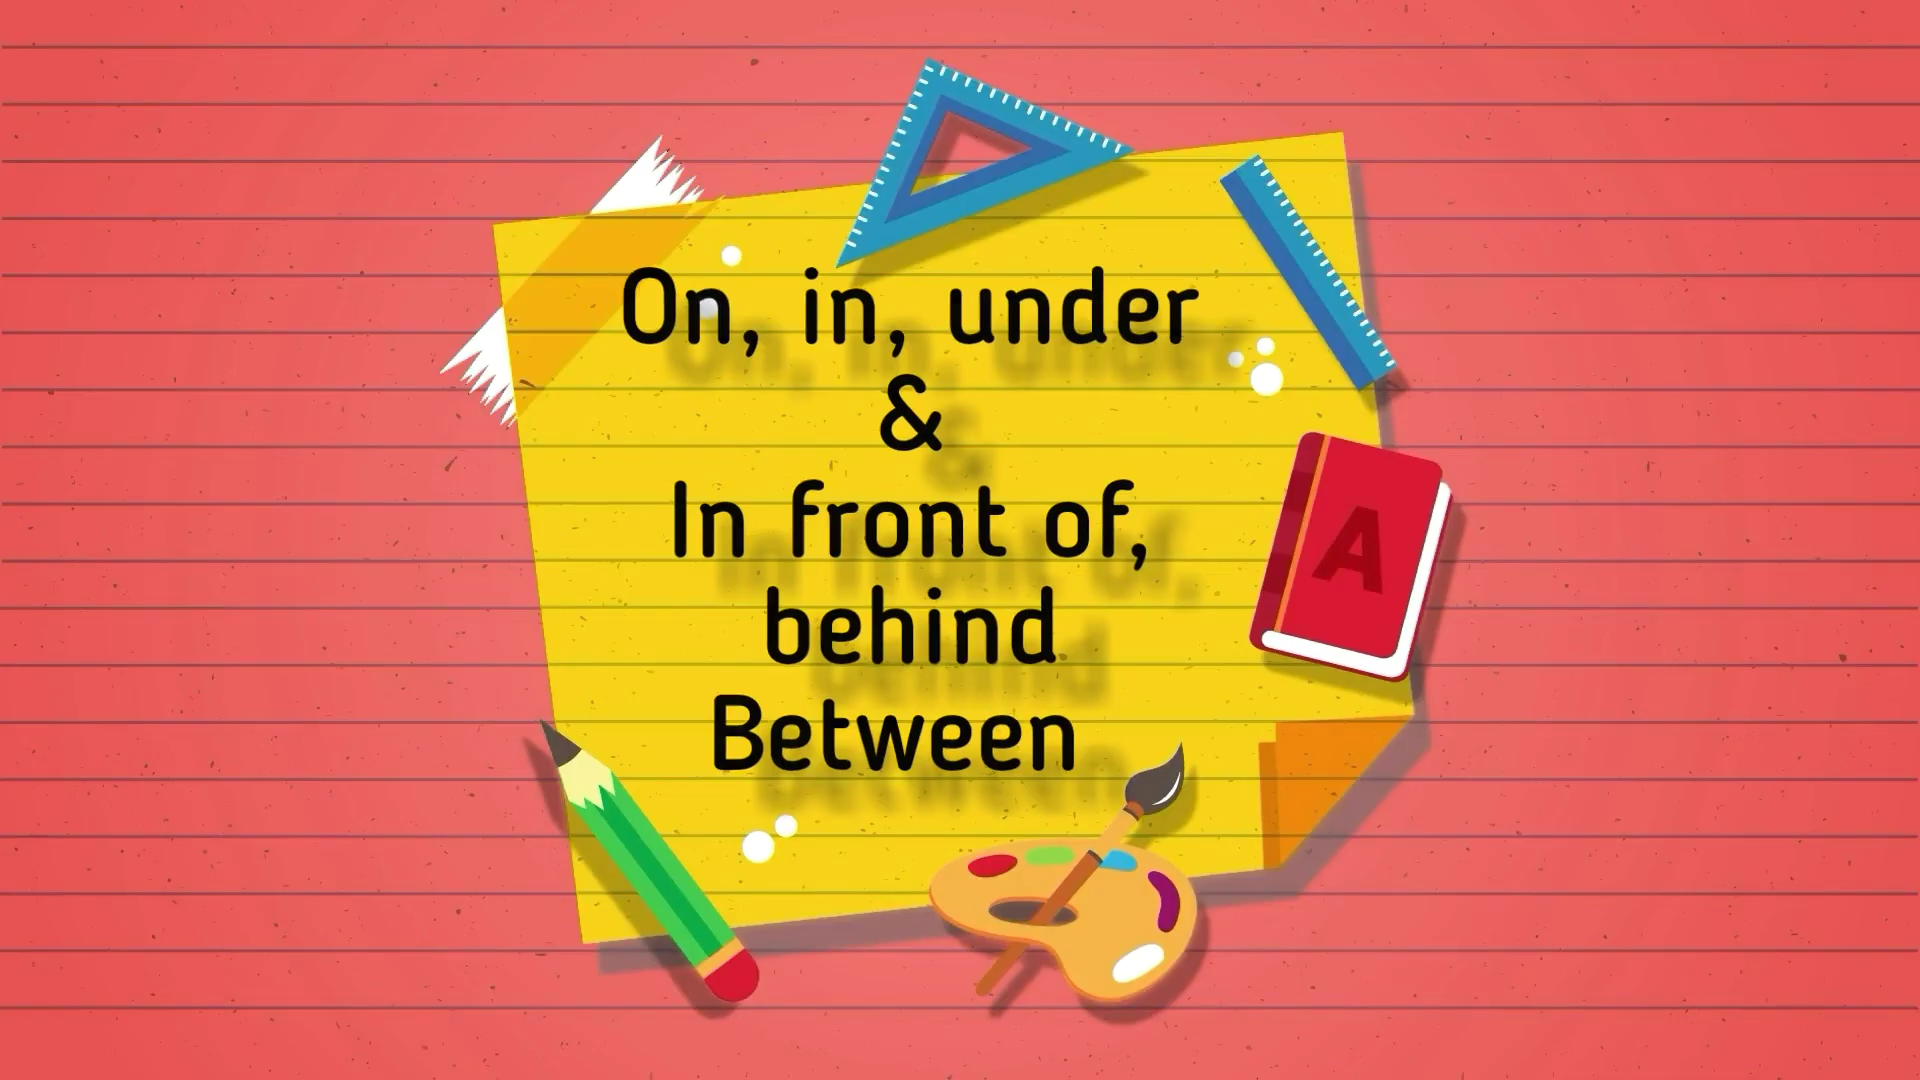 On, in, under
&
In front of,
behind
Between
A